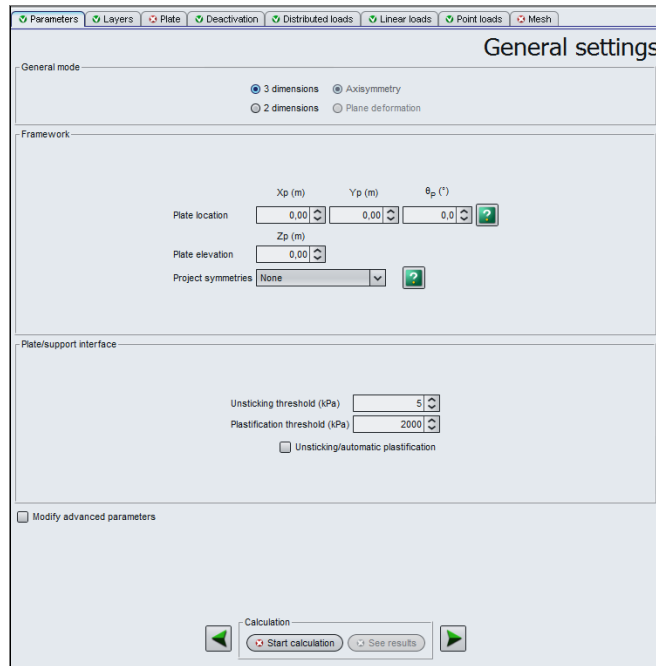 Parameters Layers Plate Deactivation Distributed loads Linear loads Point loads Mesh
General settings
General mode
3 dimensions Axisymmetry
2 dimensions Plane deformation
Framework
Xp (m) Yp (m) θp (°)
Plate location 0,00 0,00 0,0 ?
Zp (m)
Plate elevation 0,00
Project symmetries None ?
Plate/support interface
Unsticking threshold (kPa) 5
Plastification threshold (kPa) 2000
Unsticking/automatic plastification
Modify advanced parameters
Calculation
Start calculation See results